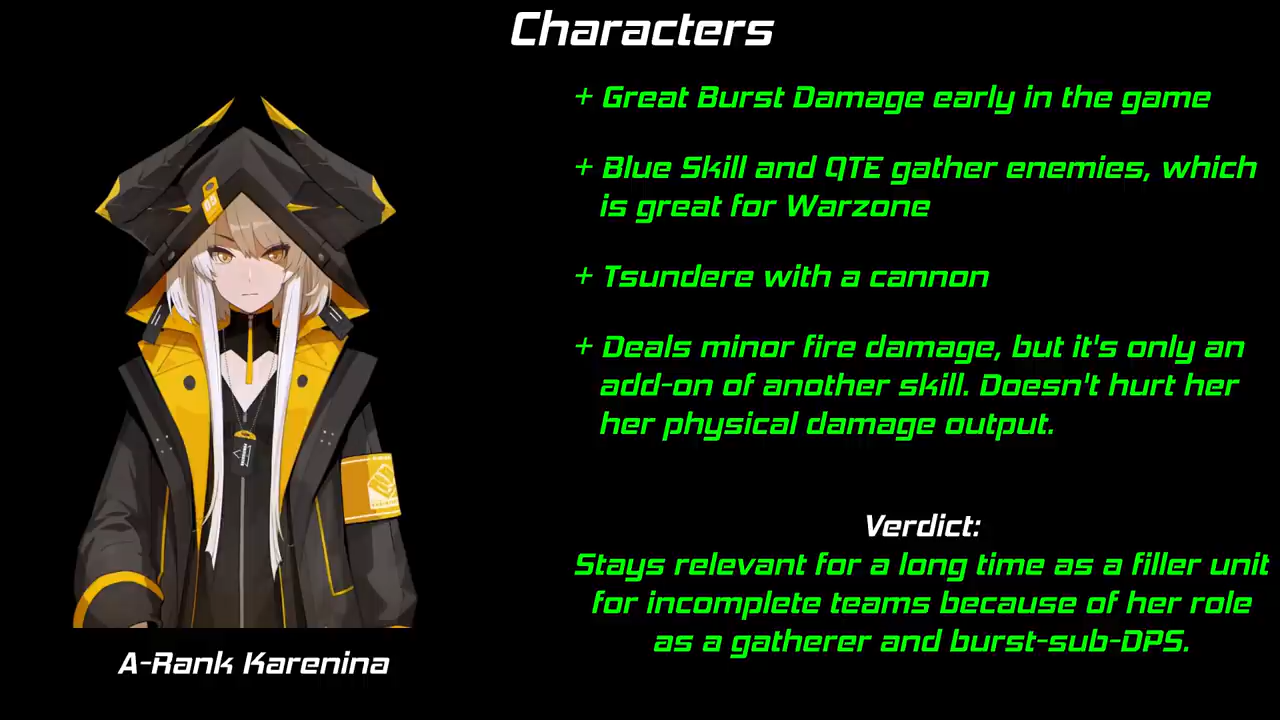 Characters
+ Great Burst Damage early in the game
+ Blue Skill and QTE gather enemies, which
is great for Warzone
+ Tsundere with a cannon
+ Deals minor fire damage, but it's only an
add-on of another skill. Doesn't hurt her
her physical damage output.
Verdict:
Stays relevant for a long time as a filler unit
for incomplete teams because of her role
as a gatherer and burst-sub-DPS.
A-Rank Karenina